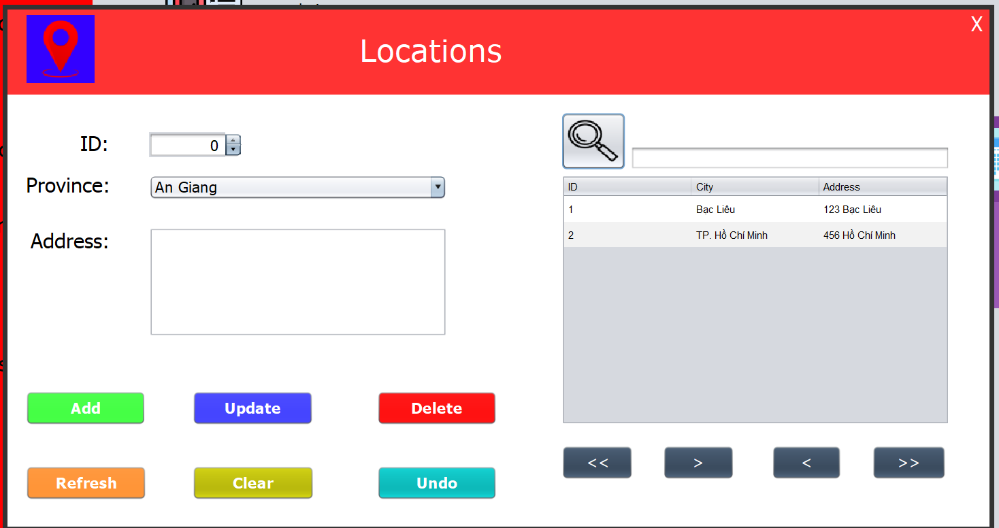 Locations
X
ID:
0
Province:
An Giang
Address:
Add
Update
Delete
Refresh
Clear
Undo
ID City Address
1 Bạc Liêu 123 Bạc Liêu
2 TP. Hồ Chí Minh 456 Hồ Chí Minh
<< > < >>